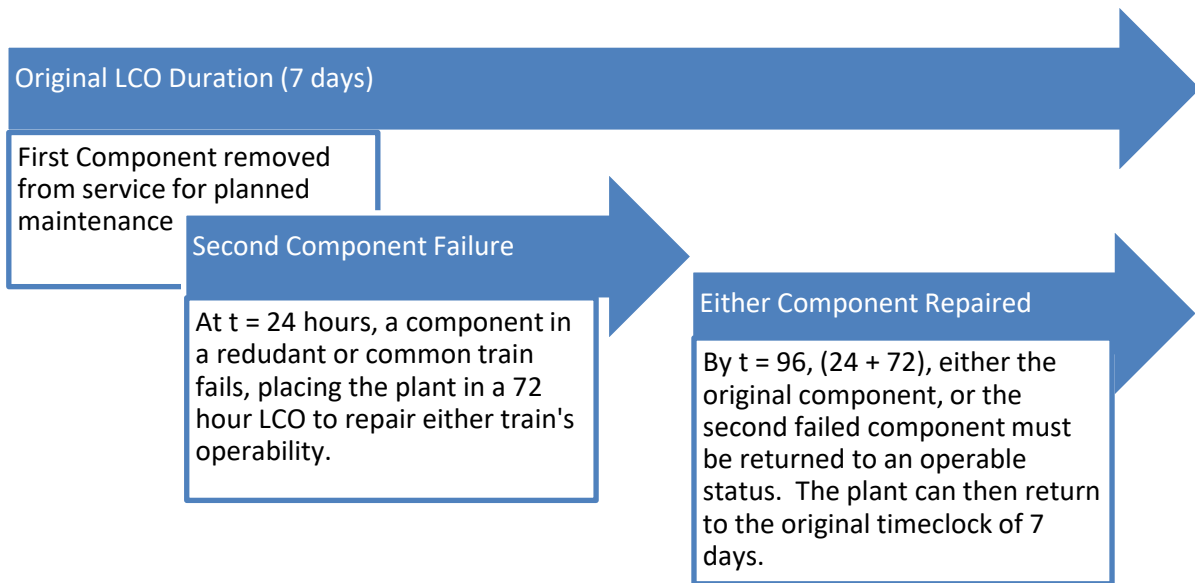 Original LCO Duration (7 days)
First Component removed
from service for planned
maintenance
Second Component Failure
At t = 24 hours, a component in
a redudant or common train
fails, placing the plant in a 72
hour LCO to repair either train's
operability.
Either Component Repaired
By t = 96, (24 + 72), either the
original component, or the
second failed component must
be returned to an operable
status.  The plant can then return
to the original timeclock of 7
days.